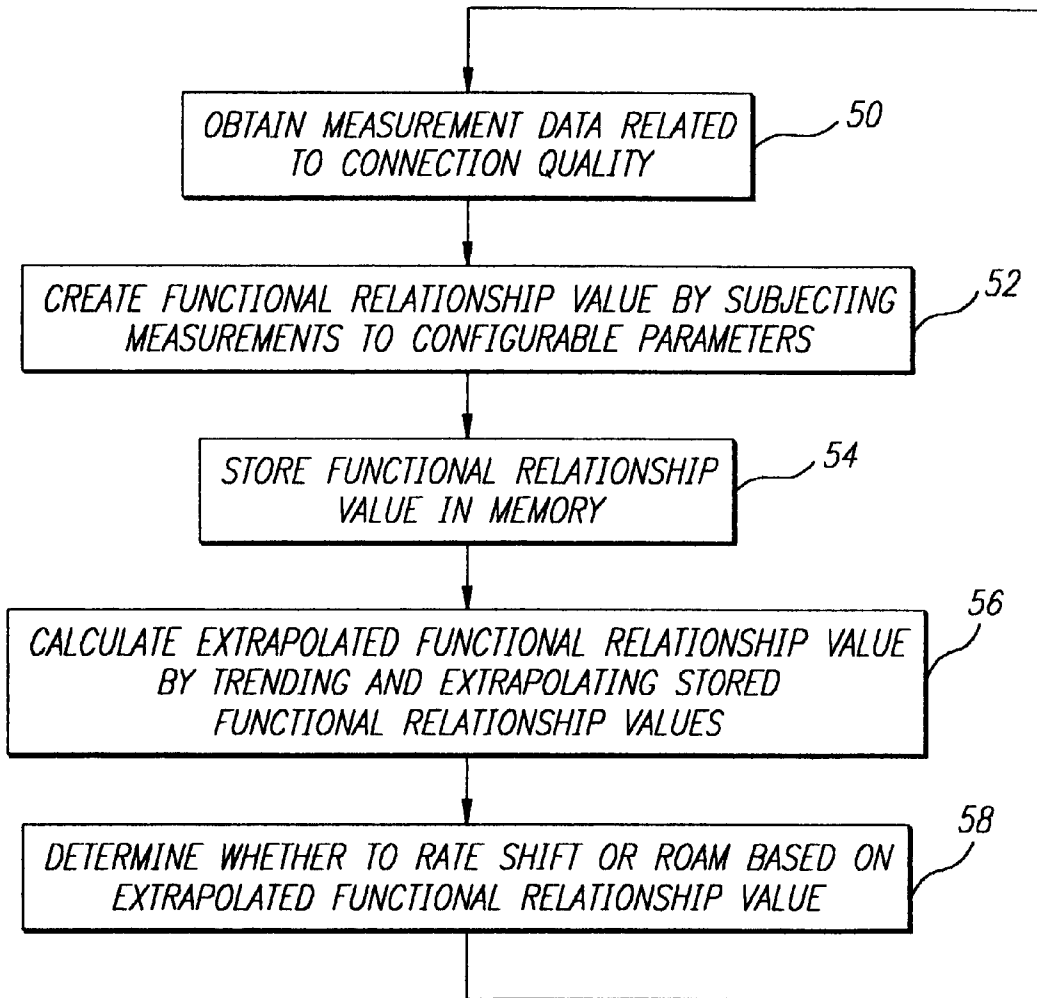 OBTAIN MEASUREMENT DATA RELATED
TO CONNECTION QUALITY
50
CREATE FUNCTIONAL RELATIONSHIP VALUE BY SUBJECTING
MEASUREMENTS TO CONFIGURABLE PARAMETERS
52
STORE FUNCTIONAL RELATIONSHIP
VALUE IN MEMORY
54
CALCULATE EXTRAPOLATED FUNCTIONAL RELATIONSHIP VALUE
BY TRENDING AND EXTRAPOLATING STORED
FUNCTIONAL RELATIONSHIP VALUES
56
DETERMINE WHETHER TO RATE SHIFT OR ROAM BASED ON
EXTRAPOLATED FUNCTIONAL RELATIONSHIP VALUE
58